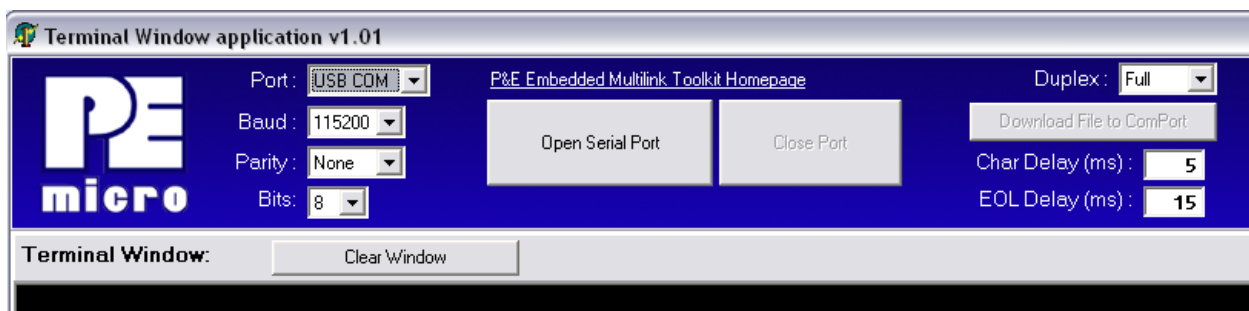 Terminal Window application v1.01
PE
micro
Port : USB COM
Baud : 115200
Parity : None
Bits: 8
P&E Embedded Multilink Toolkit Homepage
Open Serial Port
Close Port
Duplex : Full
Download File to ComPort
Char Delay (ms) : 5
EOL Delay (ms) : 15
Terminal Window:
Clear Window